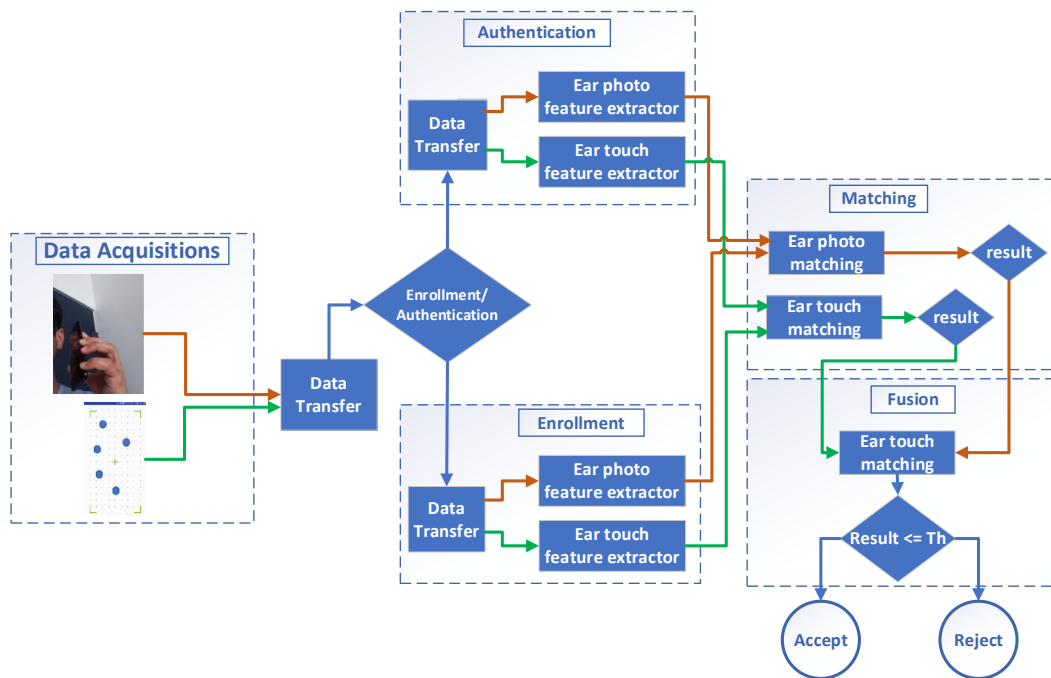 Authentication
Ear photo
feature extractor
Data
Transfer
Ear touch
feature extractor
Data Acquisitions
Enrollment/
Authentication
Data
Transfer
Enrollment
Ear photo
feature extractor
Data
Transfer
Ear touch
feature extractor
Matching
Ear photo
matching
result
Ear touch
matching
result
Fusion
Ear touch
matching
Result <= Th
Accept
Reject